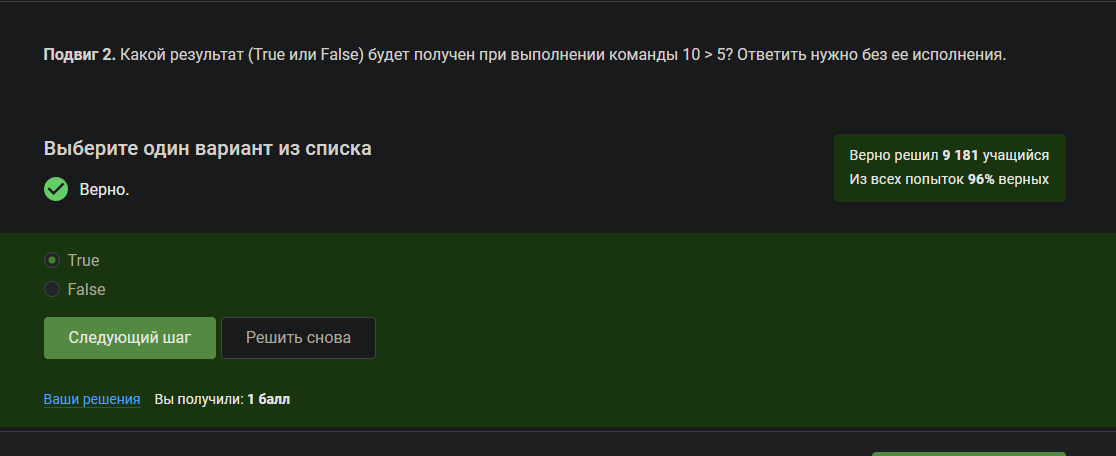 Подвиг 2. Какой результат (True или False) будет получен при выполнении команды 10 > 5? Ответить нужно без ее исполнения.
Выберите один вариант из списка
Верно.
Верно решил 9 181 учащийся
Из всех попыток 96% верных
True
False
Следующий шаг
Решить снова
Ваши решения Вы получили: 1 балл